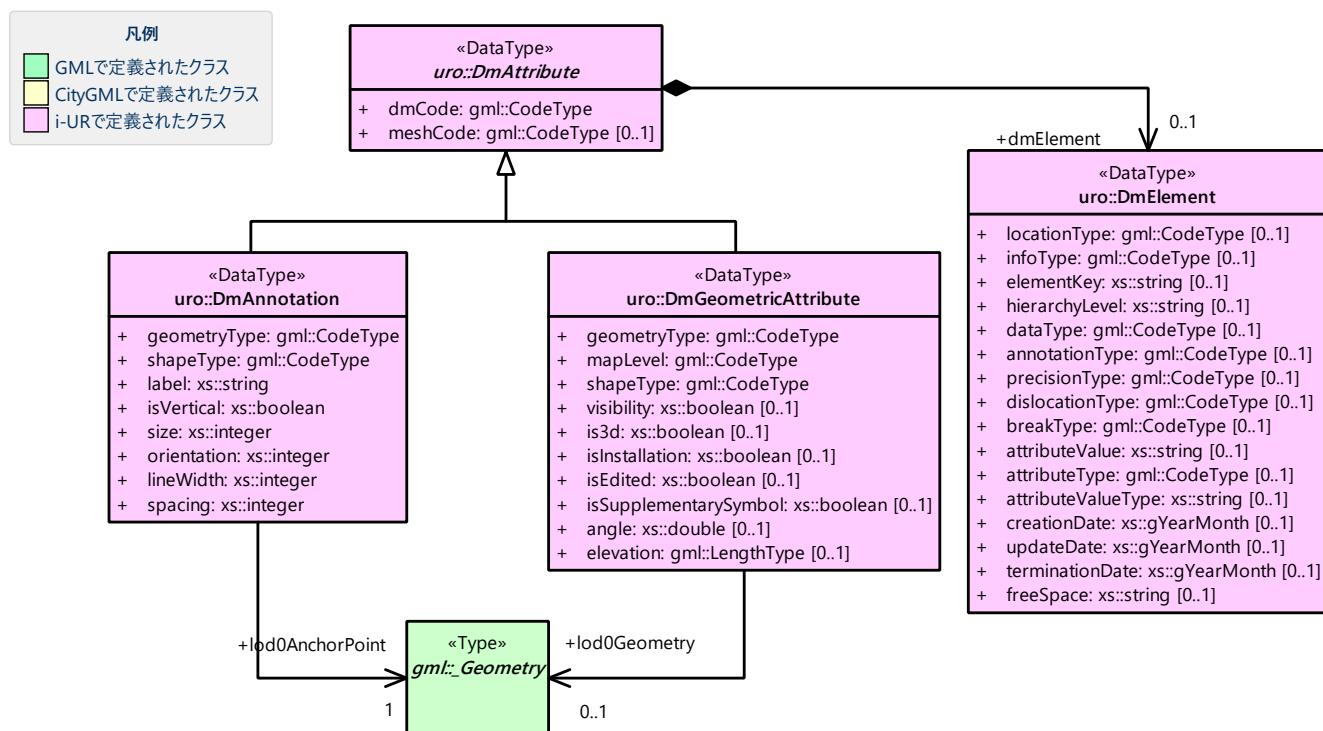 凡例
GMLで定義されたクラス
CityGMLで定義されたクラス
i-URで定義されたクラス
«DataType»
uro::DmAttribute
+ dmCode: gml::CodeType
+ meshCode: gml::CodeType [0..1]
0..1
+dmElement
«DataType»
uro::DmElement
+ locationType: gml::CodeType [0..1]
+ infoType: gml::CodeType [0..1]
+ elementKey: xs::string [0..1]
+ hierarchyLevel: xs::string [0..1]
+ dataType: gml::CodeType [0..1]
+ annotationType: gml::CodeType [0..1]
+ precisionType: gml::CodeType [0..1]
+ dislocationType: gml::CodeType [0..1]
+ breakType: gml::CodeType [0..1]
+ attributeValue: xs::string [0..1]
+ attributeType: gml::CodeType [0..1]
+ attributeValueType: xs::string [0..1]
+ creationDate: xs::gYearMonth [0..1]
+ updateDate: xs::gYearMonth [0..1]
+ terminationDate: xs::gYearMonth [0..1]
+ freeSpace: xs::string [0..1]
«DataType»
uro::DmAnnotation
+ geometryType: gml::CodeType
+ shapeType: gml::CodeType
+ label: xs::string
+ isVertical: xs::boolean
+ size: xs::integer
+ orientation: xs::integer
+ lineWidth: xs::integer
+ spacing: xs::integer
«DataType»
uro::DmGeometricAttribute
+ geometryType: gml::CodeType
+ mapLevel: gml::CodeType
+ shapeType: gml::CodeType
+ visibility: xs::boolean [0..1]
+ is3d: xs::boolean [0..1]
+ isInstallation: xs::boolean [0..1]
+ isEdited: xs::boolean [0..1]
+ isSupplementarySymbol: xs::boolean [0..1]
+ angle: xs::double [0..1]
+ elevation: gml::LengthType [0..1]
+lod0AnchorPoint
1
«Type»
gml::_Geometry
+lod0Geometry
0..1